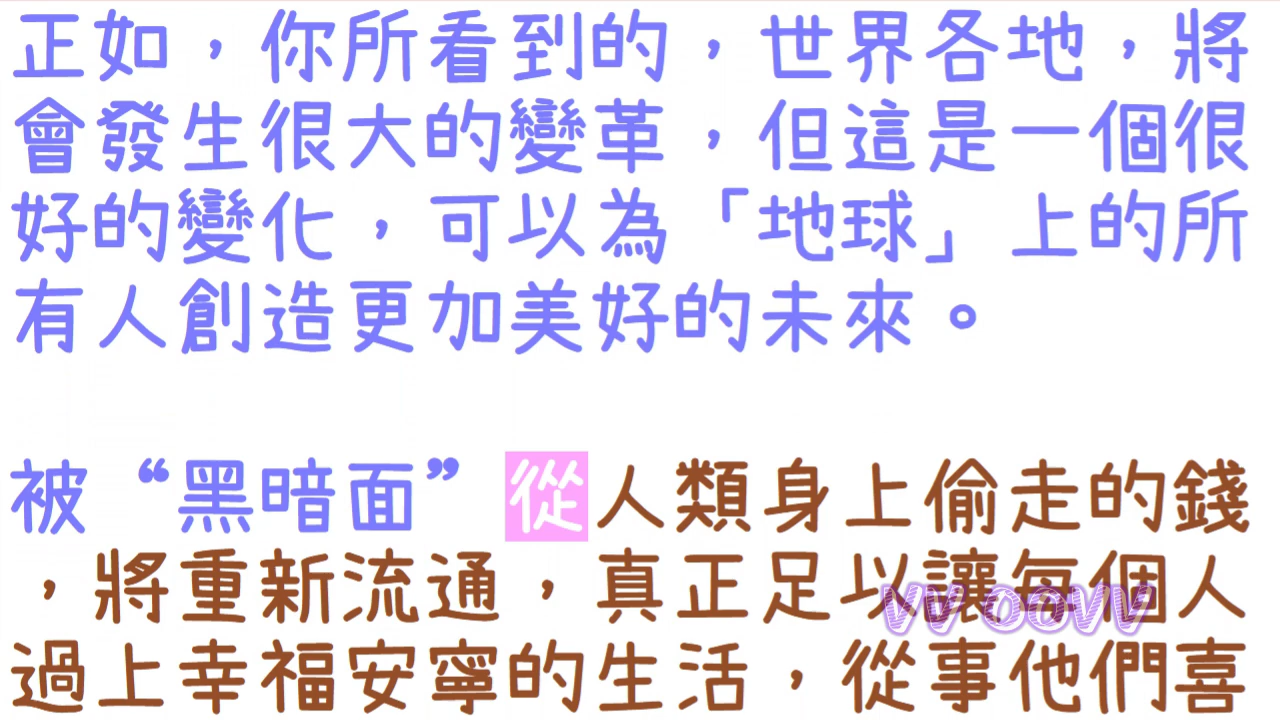 正如，你所看到的，世界各地，將
會發生很大的變革，但這是一個很
好的變化，可以為「地球」上的所
有人創造更加美好的未來。
被“黑暗面”從人類身上偷走的錢
，將重新流通，真正足以讓每個人
過上幸福安寧的生活，從事他們喜
vv oovv